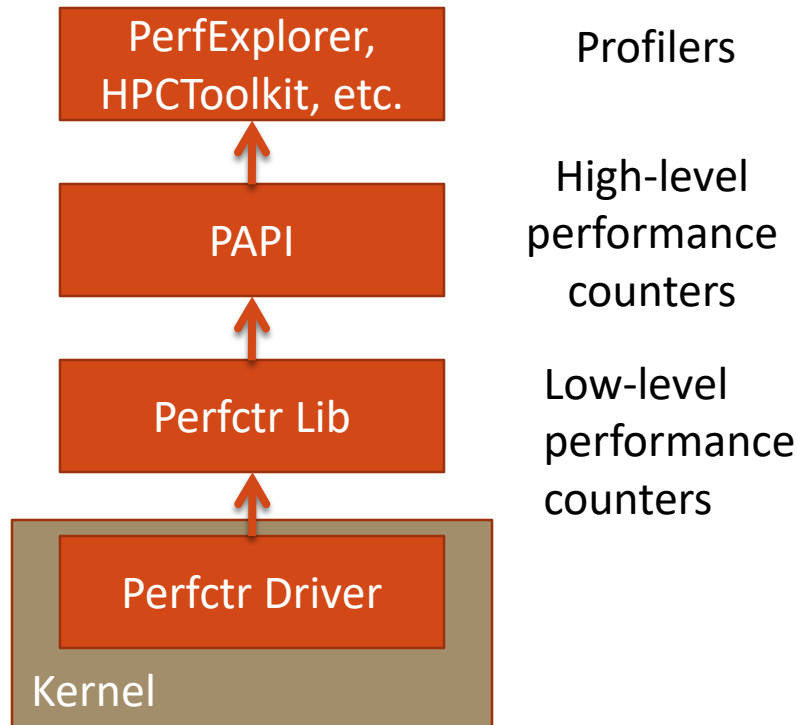 PerfExplorer,
HPCToolkit, etc.
Profilers
PAPI
High-level
performance
counters
Perfctr Lib
Low-level
performance
counters
Perfctr Driver
Kernel